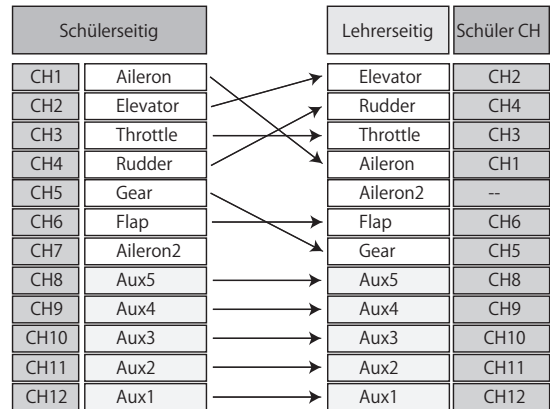 Schülerseitig Lehrerseitig Schüler CH
CH1 Aileron Elevator CH2
CH2 Elevator Rudder CH4
CH3 Throttle Throttle CH3
CH4 Rudder Aileron CH1
CH5 Gear Aileron2 --
CH6 Flap Flap CH6
CH7 Aileron2 Gear CH5
CH8 Aux5 Aux5 CH8
CH9 Aux4 Aux4 CH9
CH10 Aux3 Aux3 CH10
CH11 Aux2 Aux2 CH11
CH12 Aux1 Aux1 CH12